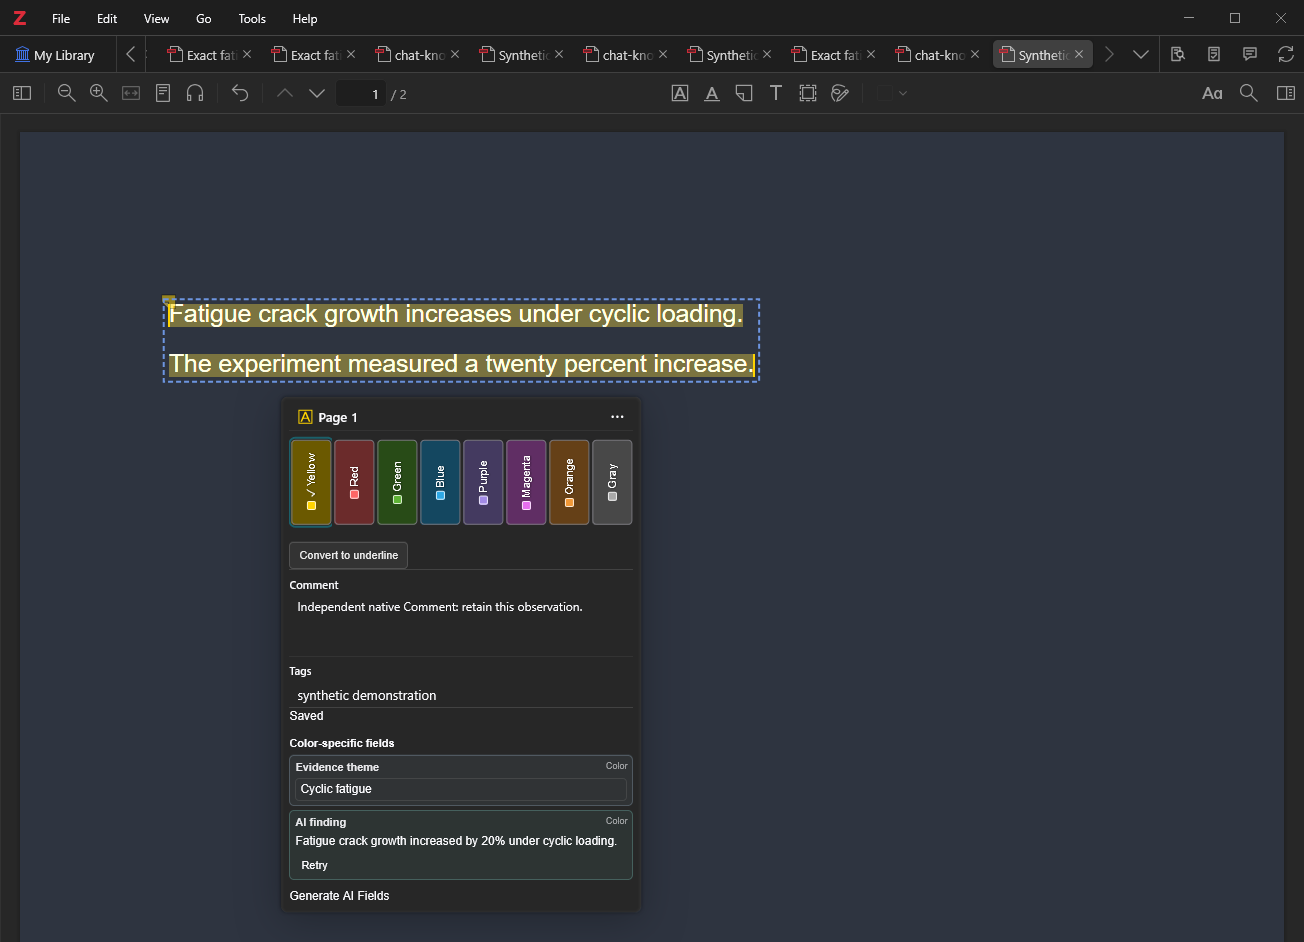 Z File Edit View Go Tools Help
My Library Exact fati Exact fati chat-kno Synthetic chat-kno Synthetic Exact fati chat-kno Synthetic
1 / 2 A A T Aa
Fatigue crack growth increases under cyclic loading.
The experiment measured a twenty percent increase.
A Page 1 ...
✓ Yellow
Red
Green
Blue
Purple
Magenta
Orange
Gray
Convert to underline
Comment
Independent native Comment: retain this observation.
Tags
synthetic demonstration
Saved
Color-specific fields
Evidence theme Color
Cyclic fatigue
AI finding Color
Fatigue crack growth increased by 20% under cyclic loading.
Retry
Generate AI Fields